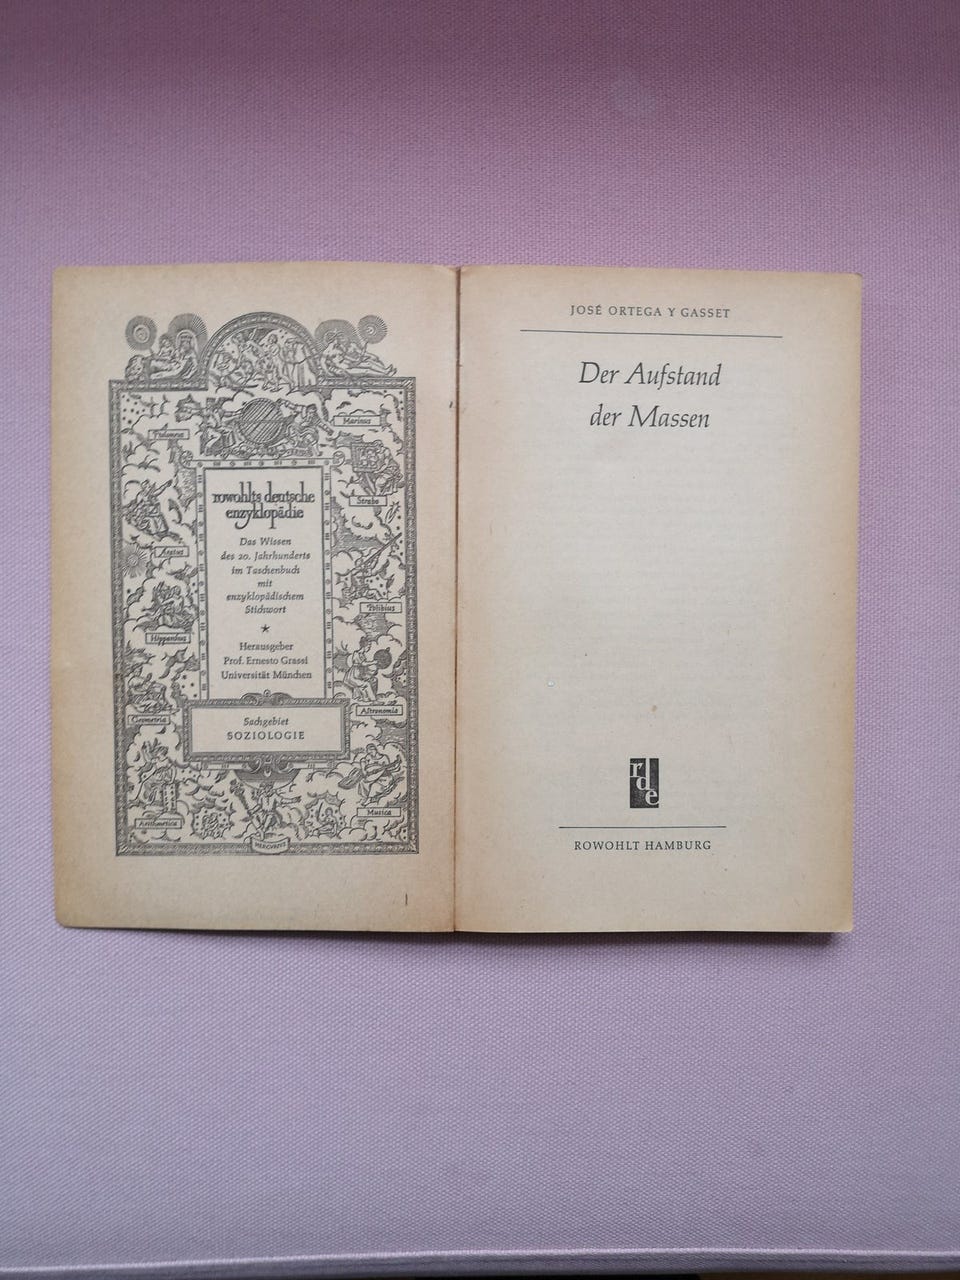 Ptolomeus
Marinus
Strabo
rowohlts deutsche
enzyklopädie
Das Wissen
des 20. Jahrhunderts
im Taschenbuch
mit
enzyklopädischem
Stichwort
Aratus
Polibius
Hipparchus
*
Herausgeber
Prof. Ernesto Grassi
Universität München
Geometria
Astronomia
Sachgebiet
SOZIOLOGIE
Arithmetica
Musica
MERCVRIVS
JOSÉ ORTEGA Y GASSET
Der Aufstand
der Massen
rde
ROWOHLT HAMBURG